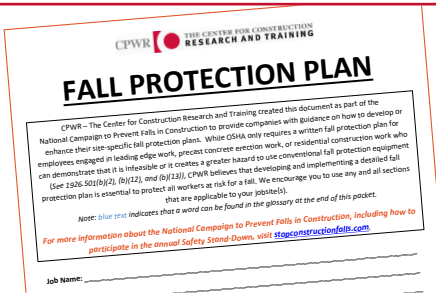 CPWR THE CENTER FOR CONSTRUCTION
RESEARCH AND TRAINING
FALL PROTECTION PLAN
CPWR – The Center for Construction Research and Training created this document as part of the
National Campaign to Prevent Falls in Construction to provide companies with guidance on how to develop or
enhance their site-specific fall protection plans. While OSHA only requires a written fall protection plan for
employees engaged in leading edge work, precast concrete erection work, or residential construction work who
can demonstrate that it is infeasible or it creates a greater hazard to use conventional fall protection equipment
(See 1926.501(b)(2), (b)(12), and (b)(13)), CPWR believes that developing and implementing a detailed fall
protection plan is essential to protect all workers at risk for a fall. We encourage you to use any and all sections
that are applicable to your jobsite(s).
Note: blue text indicates that a word can be found in the glossary at the end of this packet.
For more information about the National Campaign to Prevent Falls in Construction, including how to
participate in the annual Safety Stand-Down, visit stopconstructionfalls.com.
Job Name: